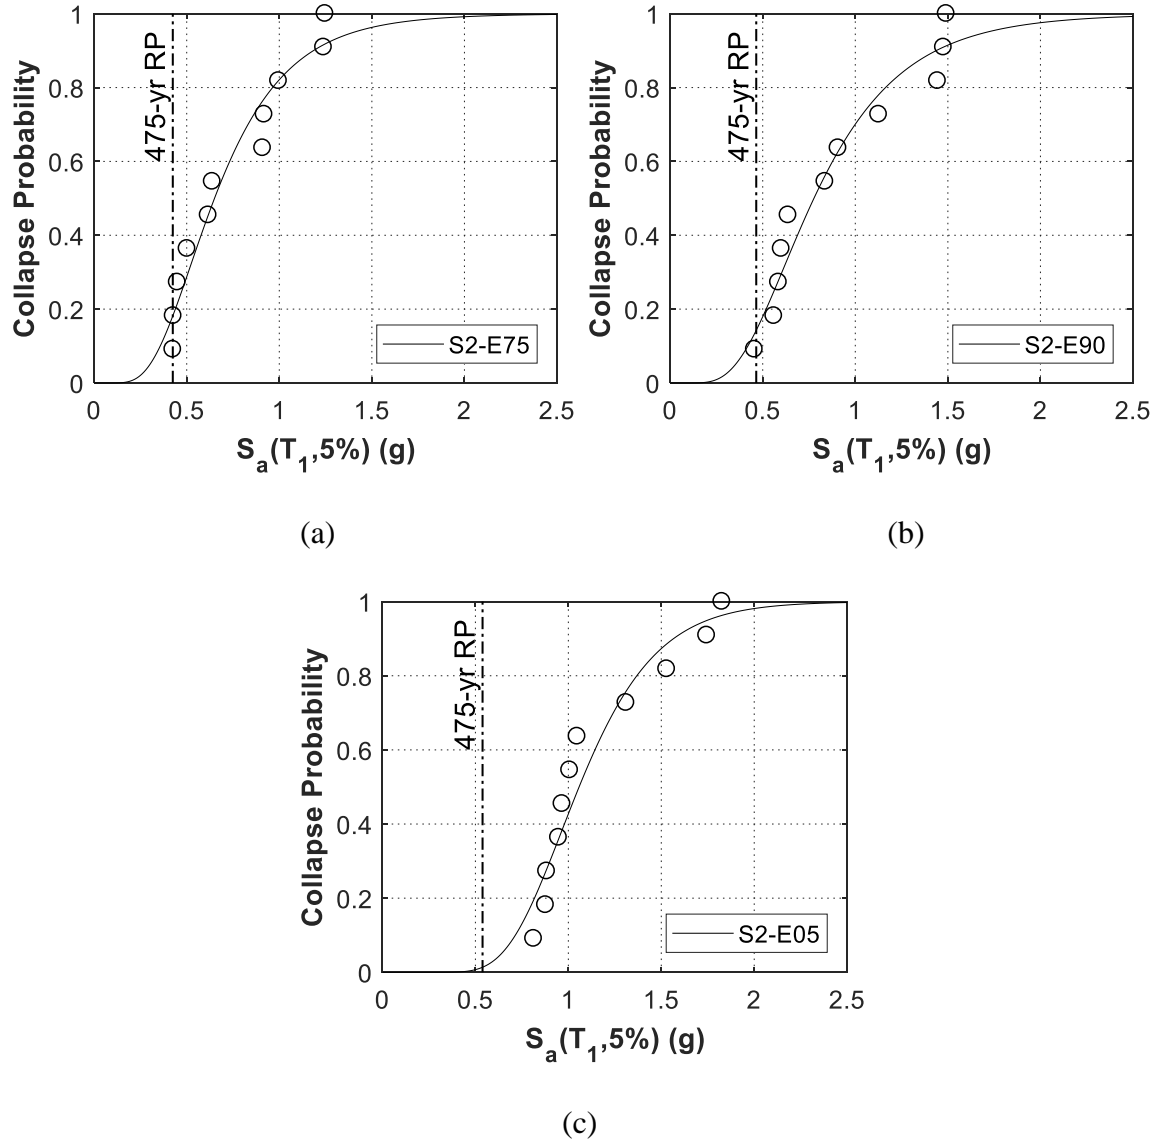 1
0.8
0.6
0.4
0.2
0
Collapse Probability
475-yr RP
S2-E75
0 0.5 1 1.5 2 2.5
Sa(T1,5%) (g)
(a)
1
0.8
0.6
0.4
0.2
0
Collapse Probability
475-yr RP
S2-E90
0 0.5 1 1.5 2 2.5
Sa(T1,5%) (g)
(b)
1
0.8
0.6
0.4
0.2
0
Collapse Probability
475-yr RP
S2-E05
0 0.5 1 1.5 2 2.5
Sa(T1,5%) (g)
(c)